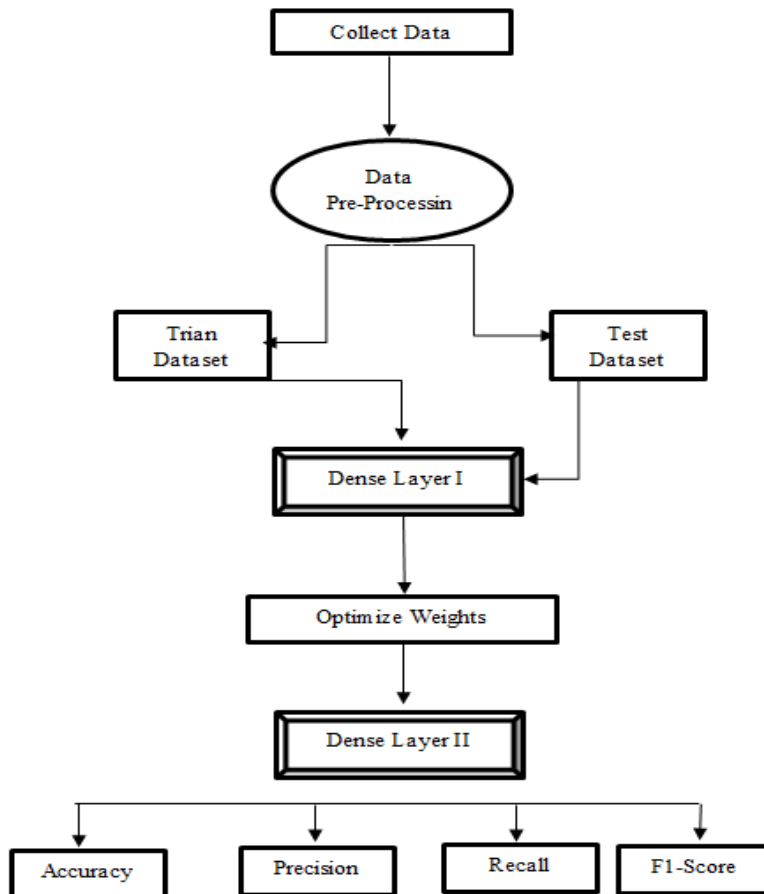 Collect Data
Data
Pre-Processin
Trian
Dataset
Test
Dataset
Dense Layer I
Optimize Weights
Dense Layer II
Accuracy
Precision
Recall
F1-Score